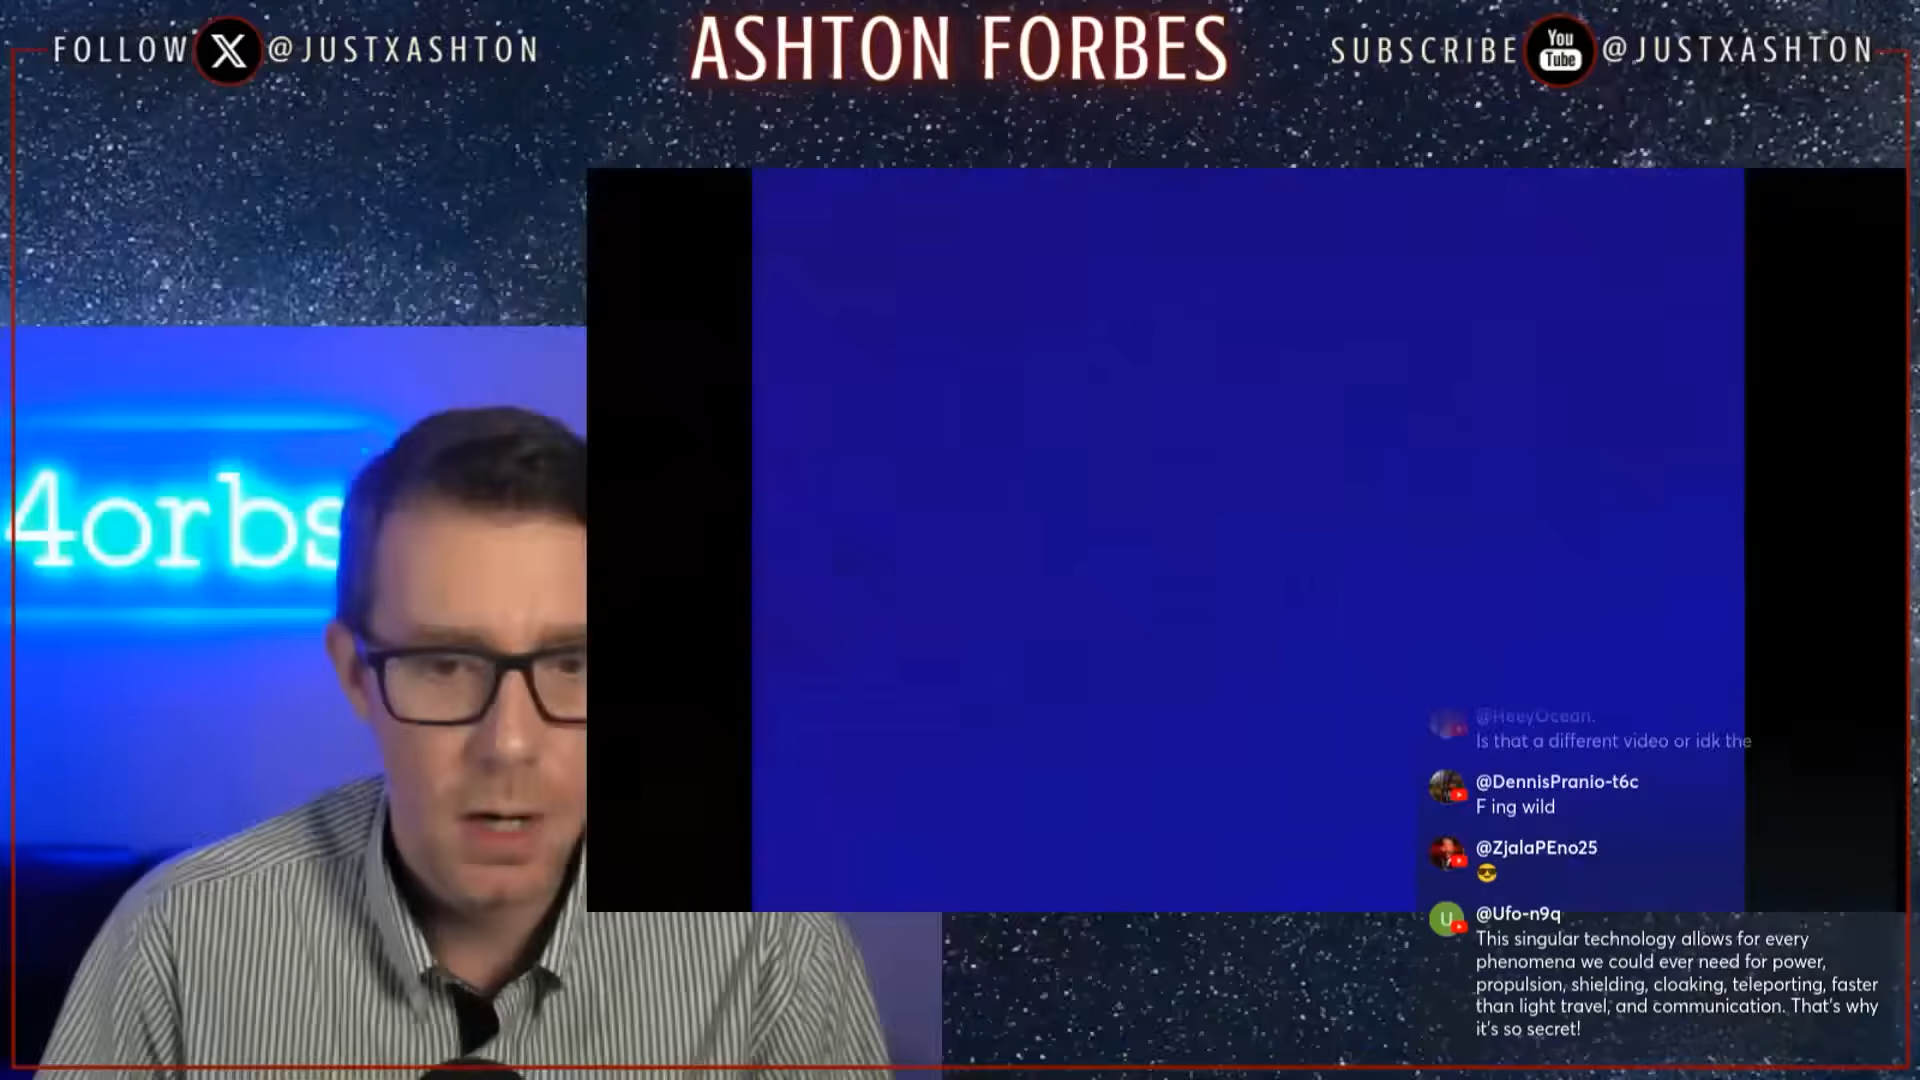 FOLLOW X @JUSTXASHTON
ASHTON FORBES
SUBSCRIBE You Tube @JUSTXASHTON
4orbs
@HeeyOcean.
Is that a different video or idk the
@DennisPranio-t6c
F ing wild
@ZjalaPEno25
U
@Ufo-n9q
This singular technology allows for every
phenomena we could ever need for power,
propulsion, shielding, cloaking, teleporting, faster
than light travel, and communication. That's why
it's so secret!